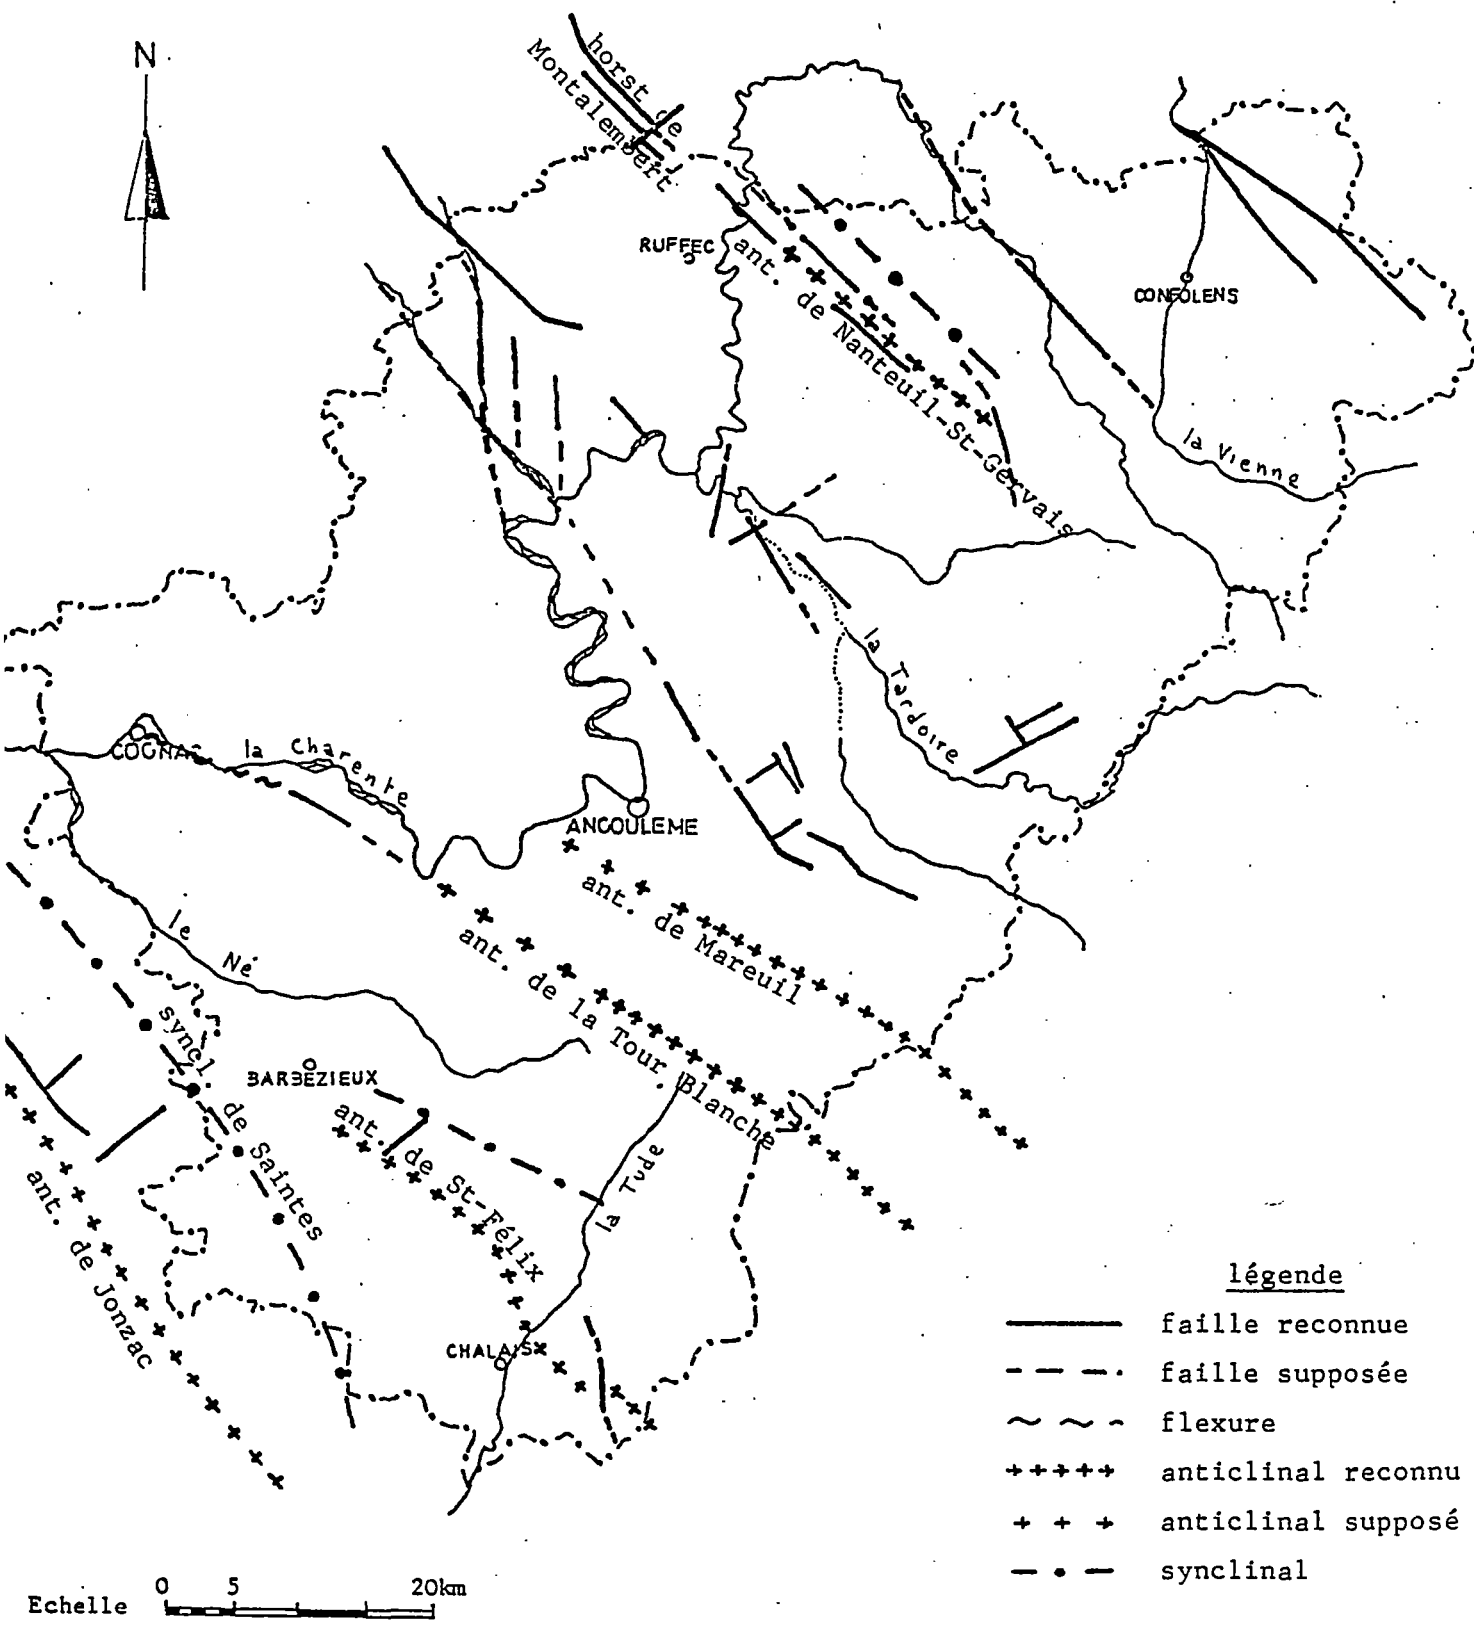 N
horst de
Montalembert
RUFFEC
ant. de Nanteuil-St-Gervais
CONFOLENS
la Vienne
la Tardoire
COGNAC
la Charente
ANGOULEME
ant. de Mareuil
le Né
ant. de la Tour Blanche
syncl. de Saintes
BARBEZIEUX
ant. de St-Félix
la Tude
ant. de Jonzac
CHALAIS
légende
faille reconnue
faille supposée
flexure
anticlinal reconnu
anticlinal supposé
synclinal
Echelle
0 5 20km